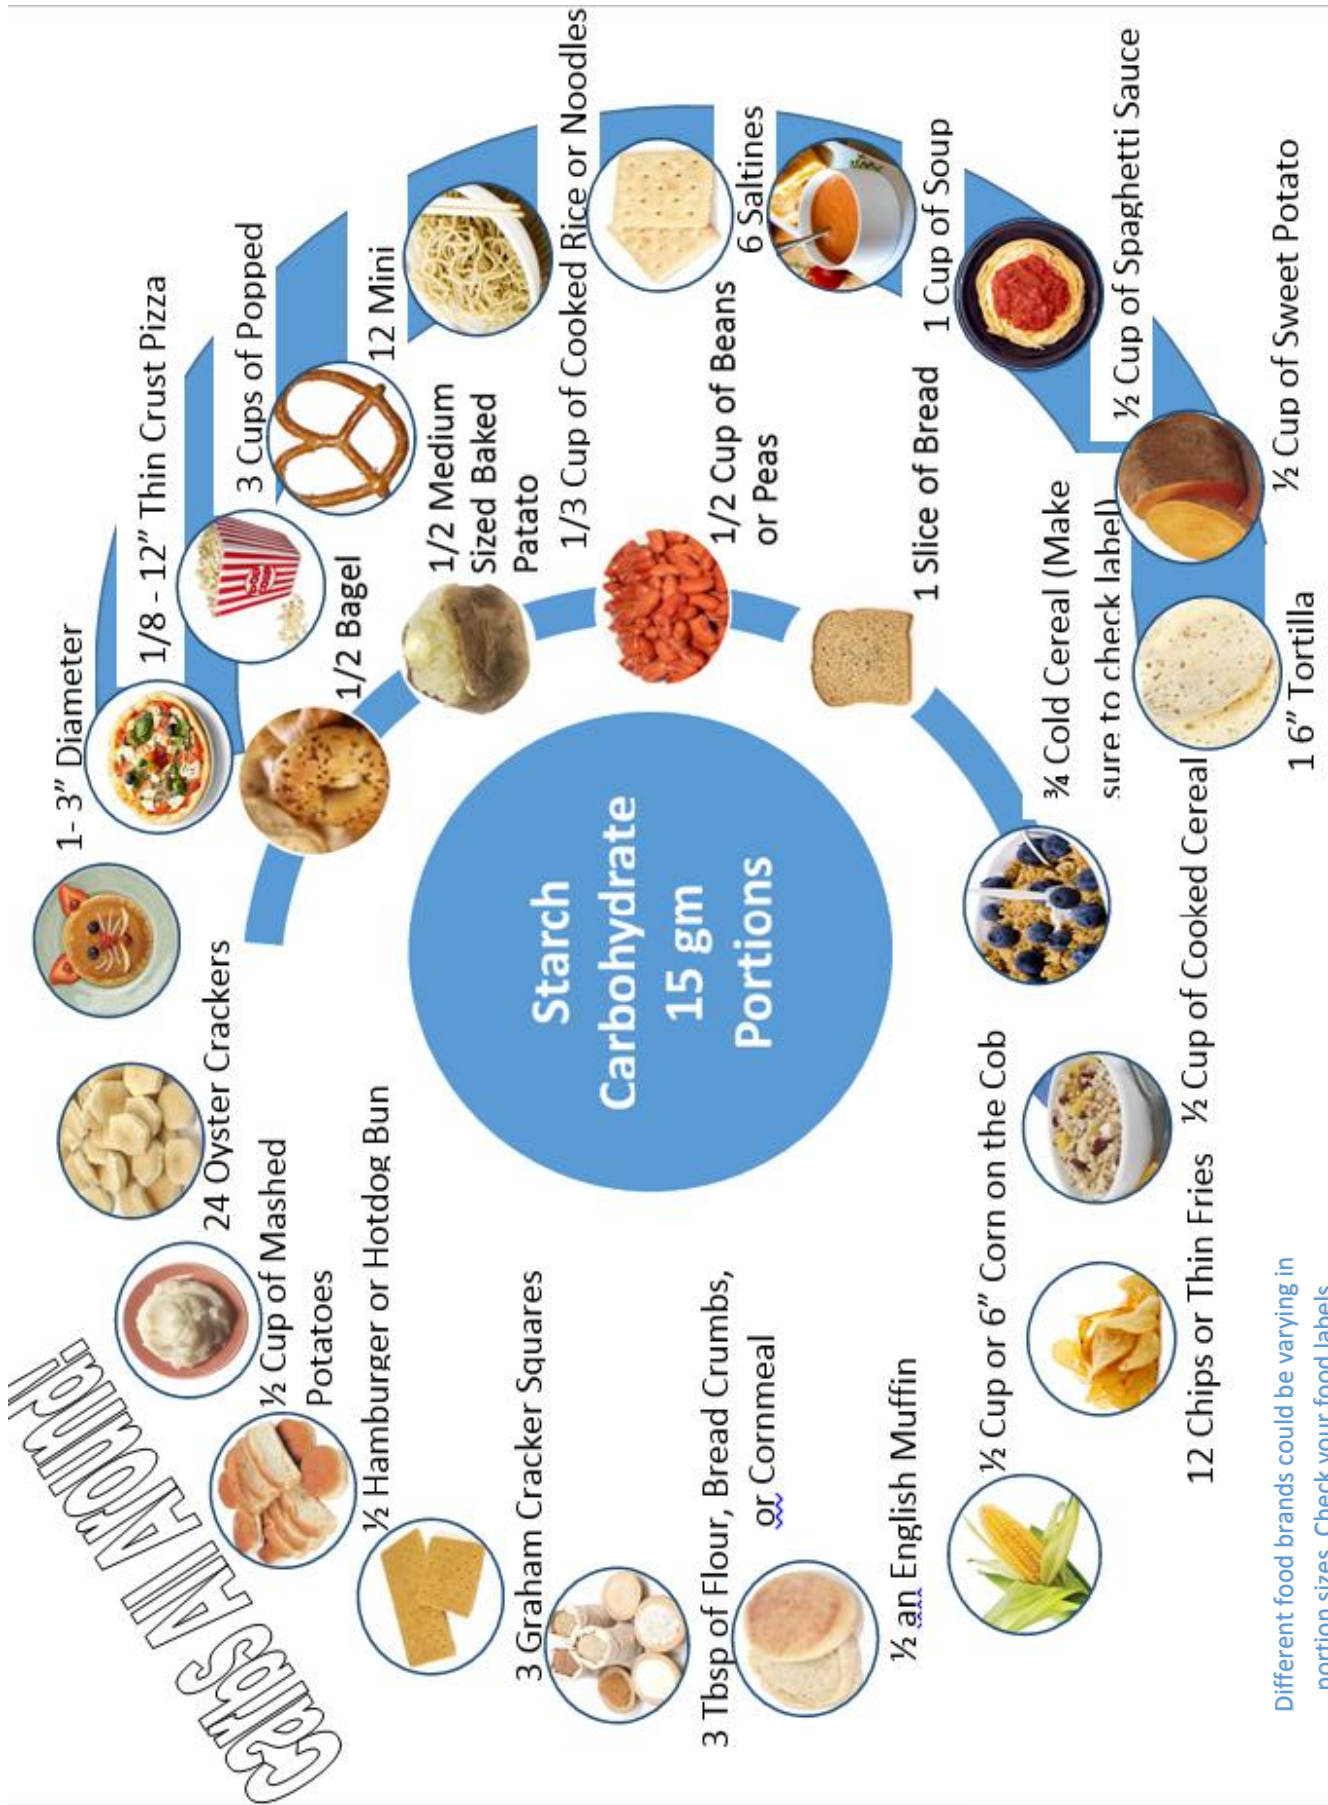 Carbs All Around!
24 Oyster Crackers
1- 3” Diameter
1/8 - 12” Thin Crust Pizza
3 Cups of Popped
12 Mini
1/3 Cup of Cooked Rice or Noodles
6 Saltines
1 Cup of Soup
½ Cup of Spaghetti Sauce
½ Cup of Sweet Potato
1 6” Tortilla
½ Cup of Mashed
Potatoes
½ Hamburger or Hotdog Bun
3 Graham Cracker Squares
3 Tbsp of Flour, Bread Crumbs,
or Cornmeal
½ an English Muffin
½ Cup or 6” Corn on the Cob
12 Chips or Thin Fries
½ Cup of Cooked Cereal
¾ Cold Cereal (Make
sure to check label)
1 Slice of Bread
1/2 Cup of Beans
or Peas
1/2 Medium
Sized Baked
Patato
1/2 Bagel
Starch
Carbohydrate
15 gm
Portions
Different food brands could be varying in
portion sizes. Check your food labels